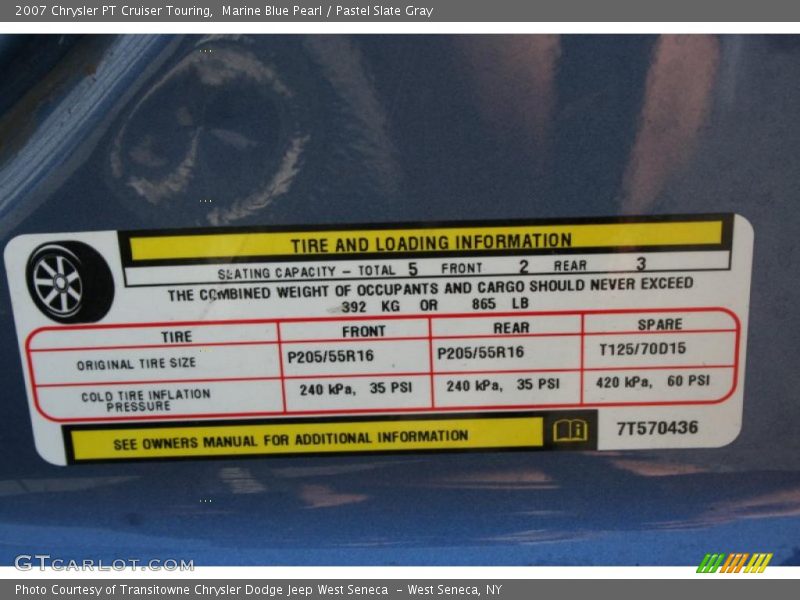 2007 Chrysler PT Cruiser Touring,  Marine Blue Pearl / Pastel Slate Gray
TIRE AND LOADING INFORMATION
SEATING CAPACITY – TOTAL 5 FRONT 2 REAR 3
THE COMBINED WEIGHT OF OCCUPANTS AND CARGO SHOULD NEVER EXCEED
392 KG OR 865 LB
TIRE FRONT REAR SPARE
ORIGINAL TIRE SIZE P205/55R16 P205/55R16 T125/70D15
COLD TIRE INFLATION PRESSURE 240 kPa, 35 PSI 240 kPa, 35 PSI 420 kPa, 60 PSI
SEE OWNERS MANUAL FOR ADDITIONAL INFORMATION 7T570436
GTCARLOT.COM
Photo Courtesy of Transitowne Chrysler Dodge Jeep West Seneca  - West Seneca, NY